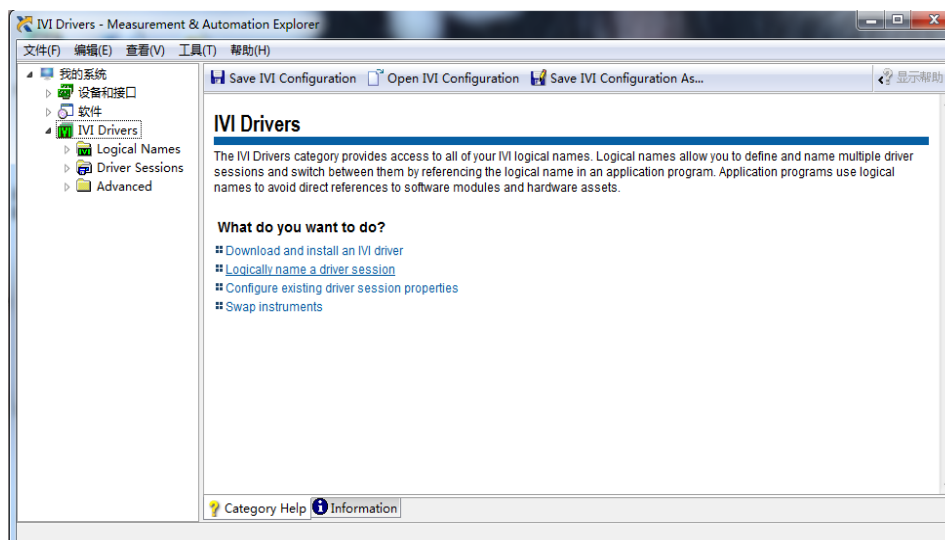 IVI Drivers - Measurement & Automation Explorer
文件(F) 编辑(E) 查看(V) 工具(T) 帮助(H)
我的系统
设备和接口
软件
IVI Drivers
Logical Names
Driver Sessions
Advanced
Save IVI Configuration Open IVI Configuration Save IVI Configuration As... 显示帮助
IVI Drivers
The IVI Drivers category provides access to all of your IVI logical names. Logical names allow you to define and name multiple driver
sessions and switch between them by referencing the logical name in an application program. Application programs use logical
names to avoid direct references to software modules and hardware assets.
What do you want to do?
Download and install an IVI driver
Logically name a driver session
Configure existing driver session properties
Swap instruments
Category Help Information